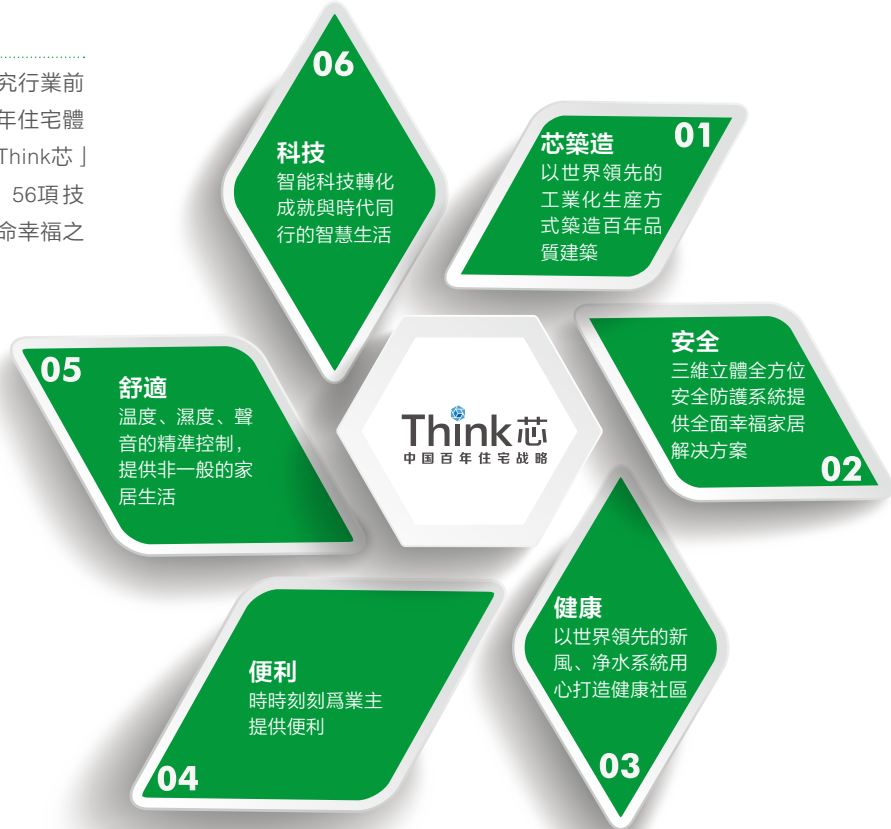 究行業前
年住宅體
Think芯」
56項技
命幸福之
06
科技
智能科技轉化
成就與時代同
行的智慧生活
01
芯築造
以世界領先的
工業化生産方
式築造百年品
質建築
安全
三維立體全方位
安全防護系統提
供全面幸福家居
解决方案
02
Think芯
中国百年住宅战略
05
舒適
温度、濕度、聲
音的精準控制，
提供非一般的家
居生活
健康
以世界領先的新
風、净水系統用
心打造健康社區
03
便利
時時刻刻爲業主
提供便利
04